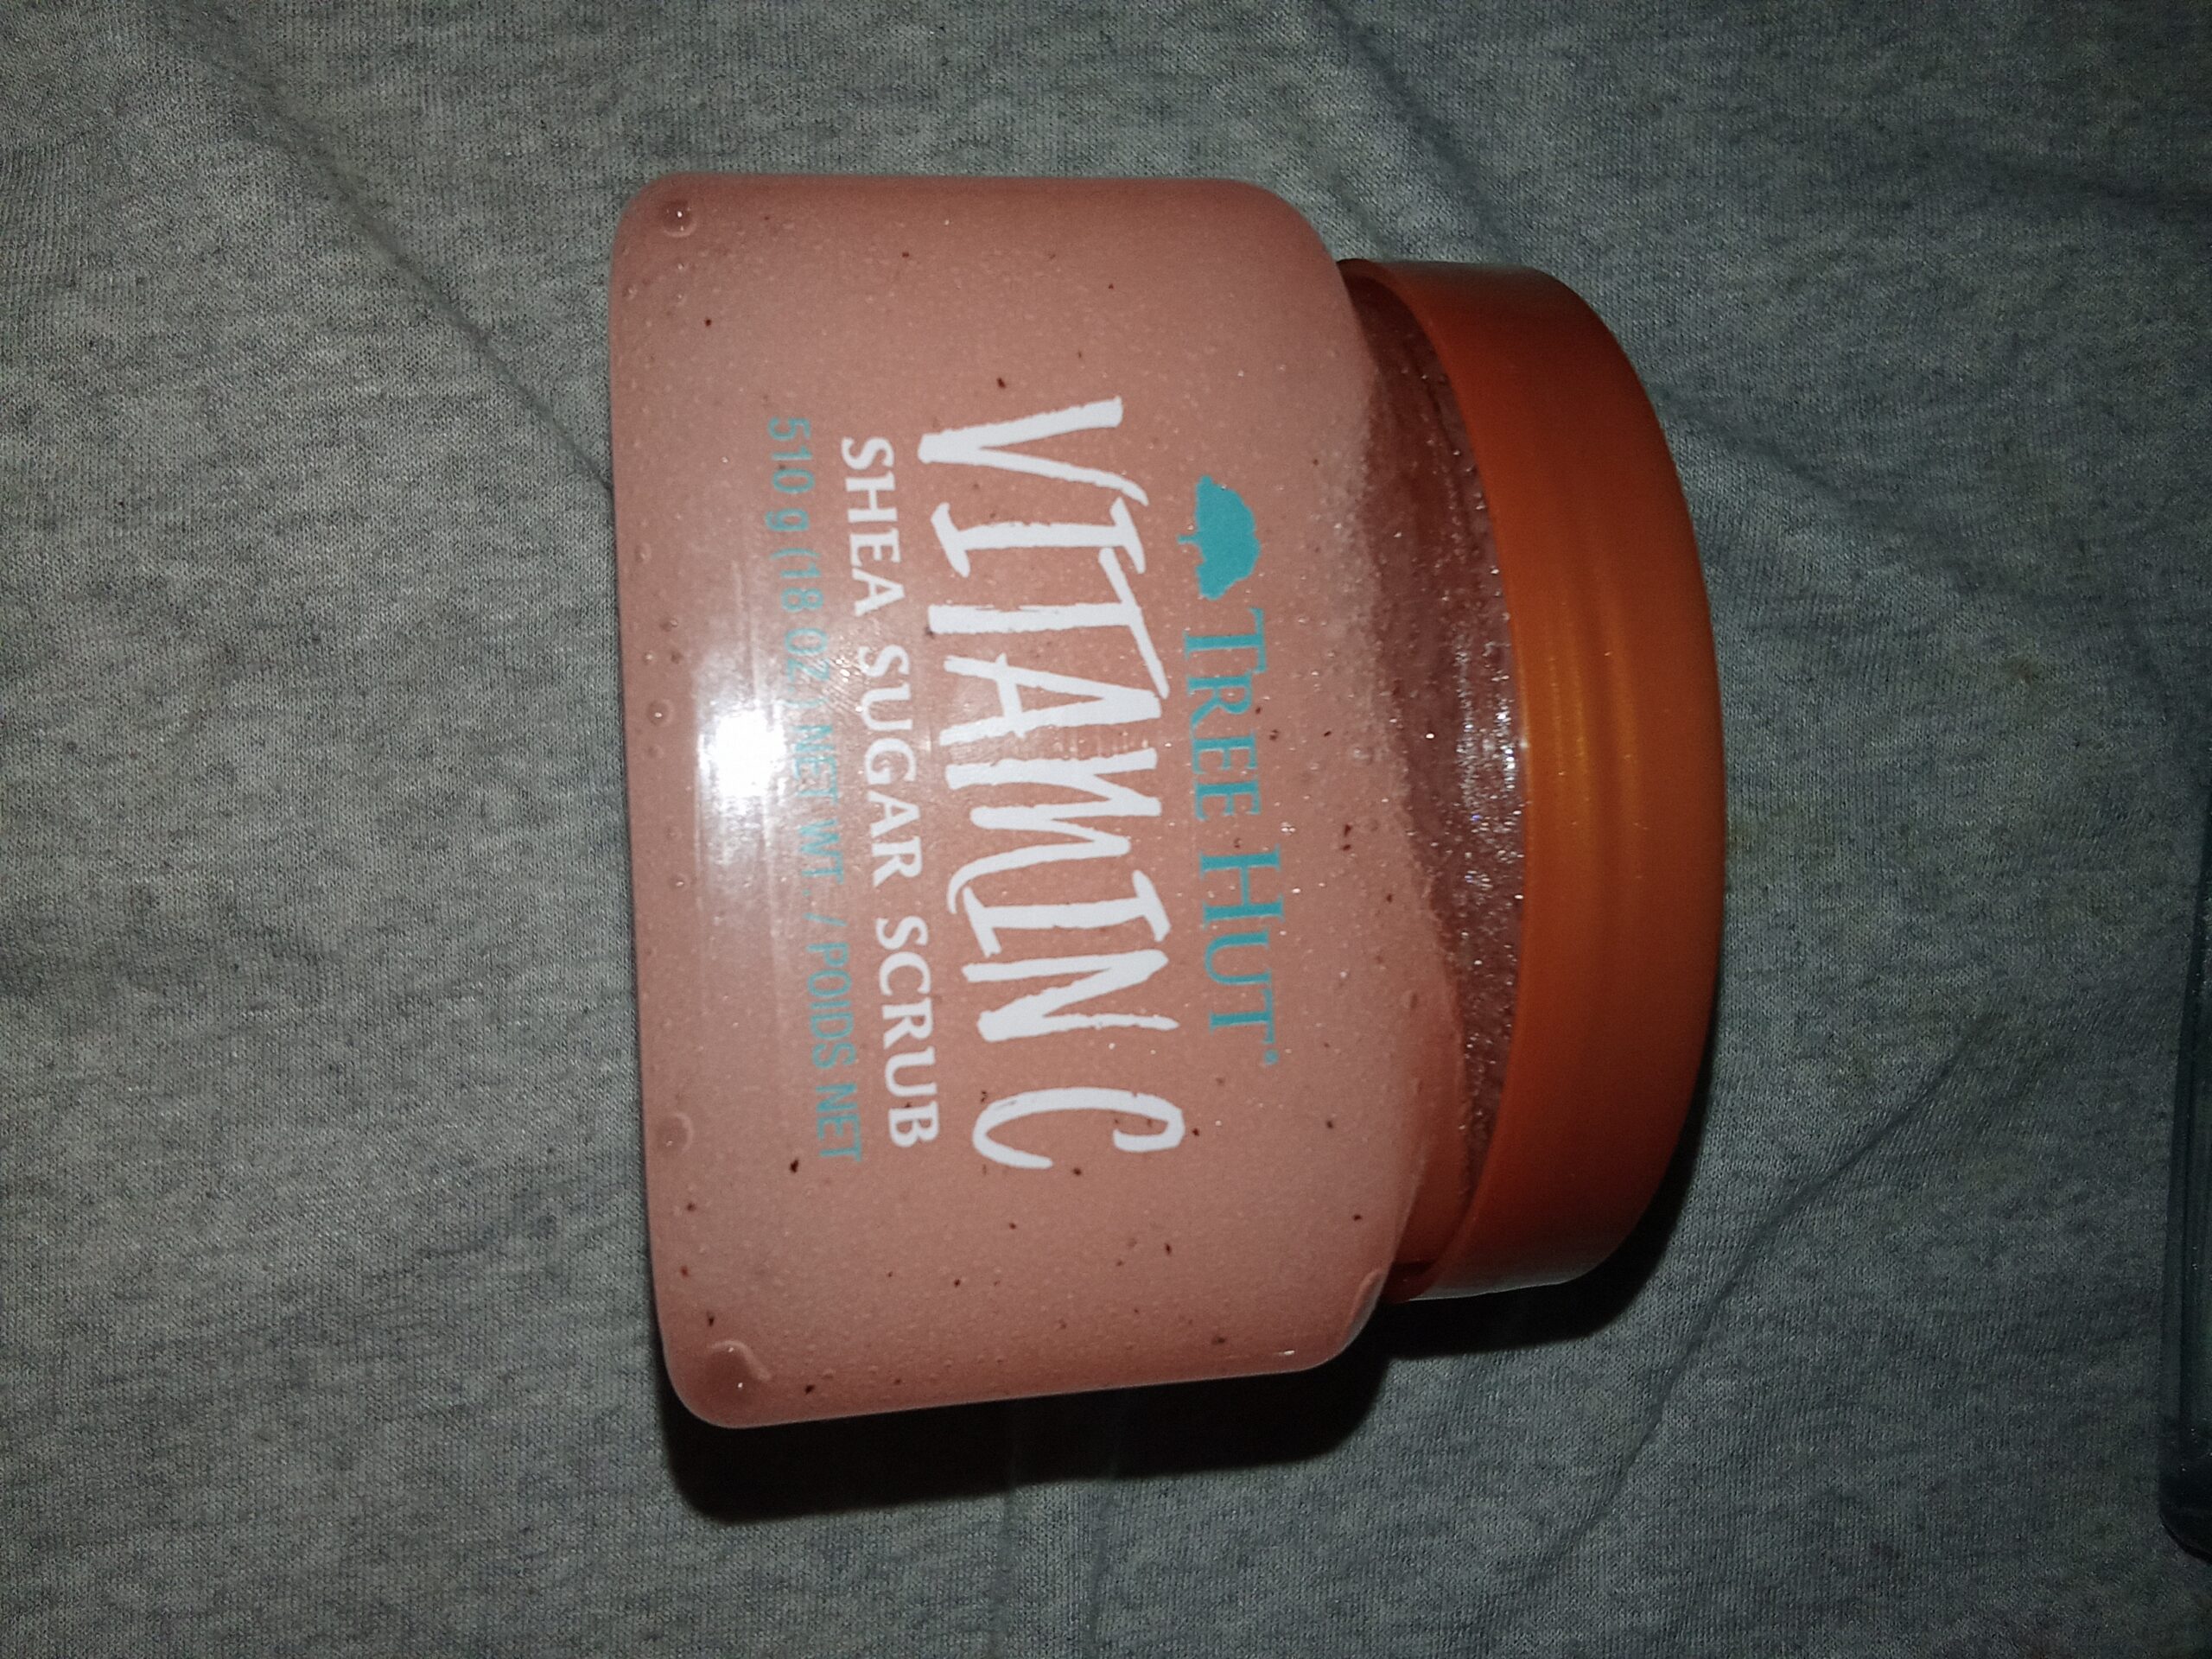 TREE HUT®
VITAMIN C
SHEA SUGAR SCRUB
510 g (18 OZ.) NET WT. / POIDS NET